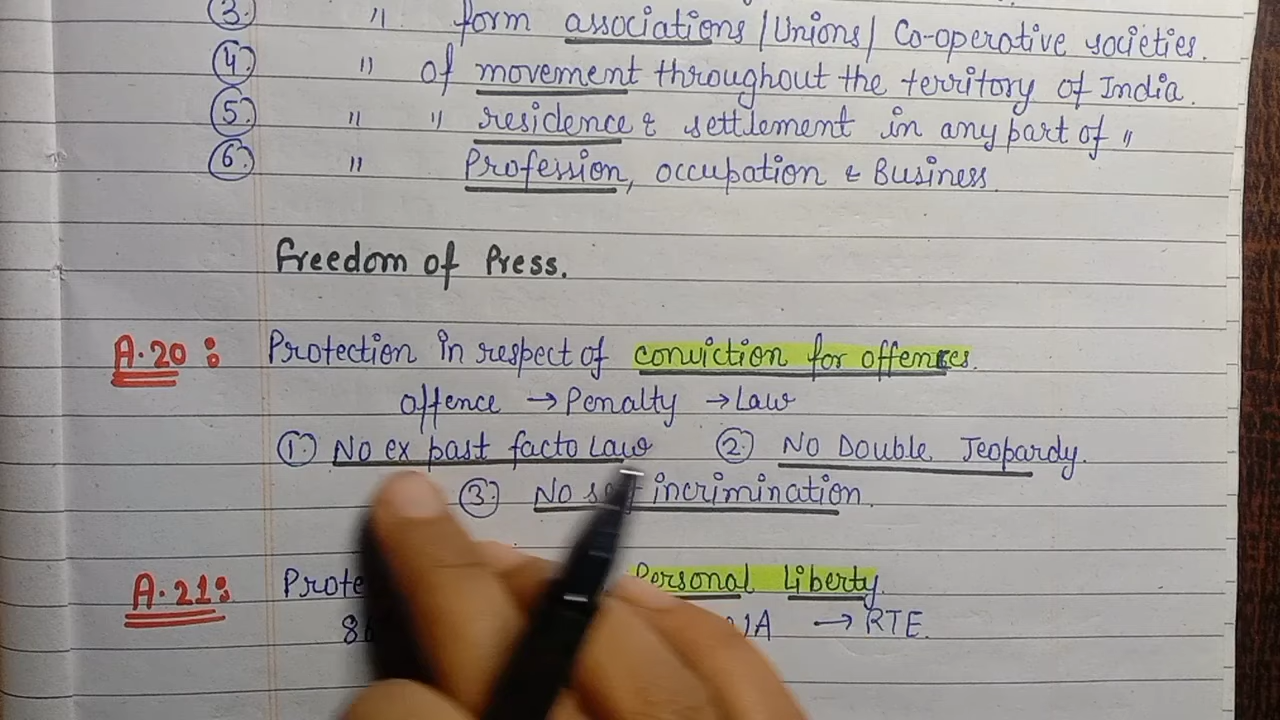 3. " form associations / Unions / Co-operative societies.
4. " of movement throughout the territory of India.
5. " " residence & settlement in any part of "
6. " Profession, occupation & Business.
Freedom of Press.
A.20: Protection in respect of conviction for offences.
offence → Penalty → Law
1. No ex past facto Law 2. No Double Jeopardy.
3. No incrimination.
A.21: Personal liberty.
→ RTE.